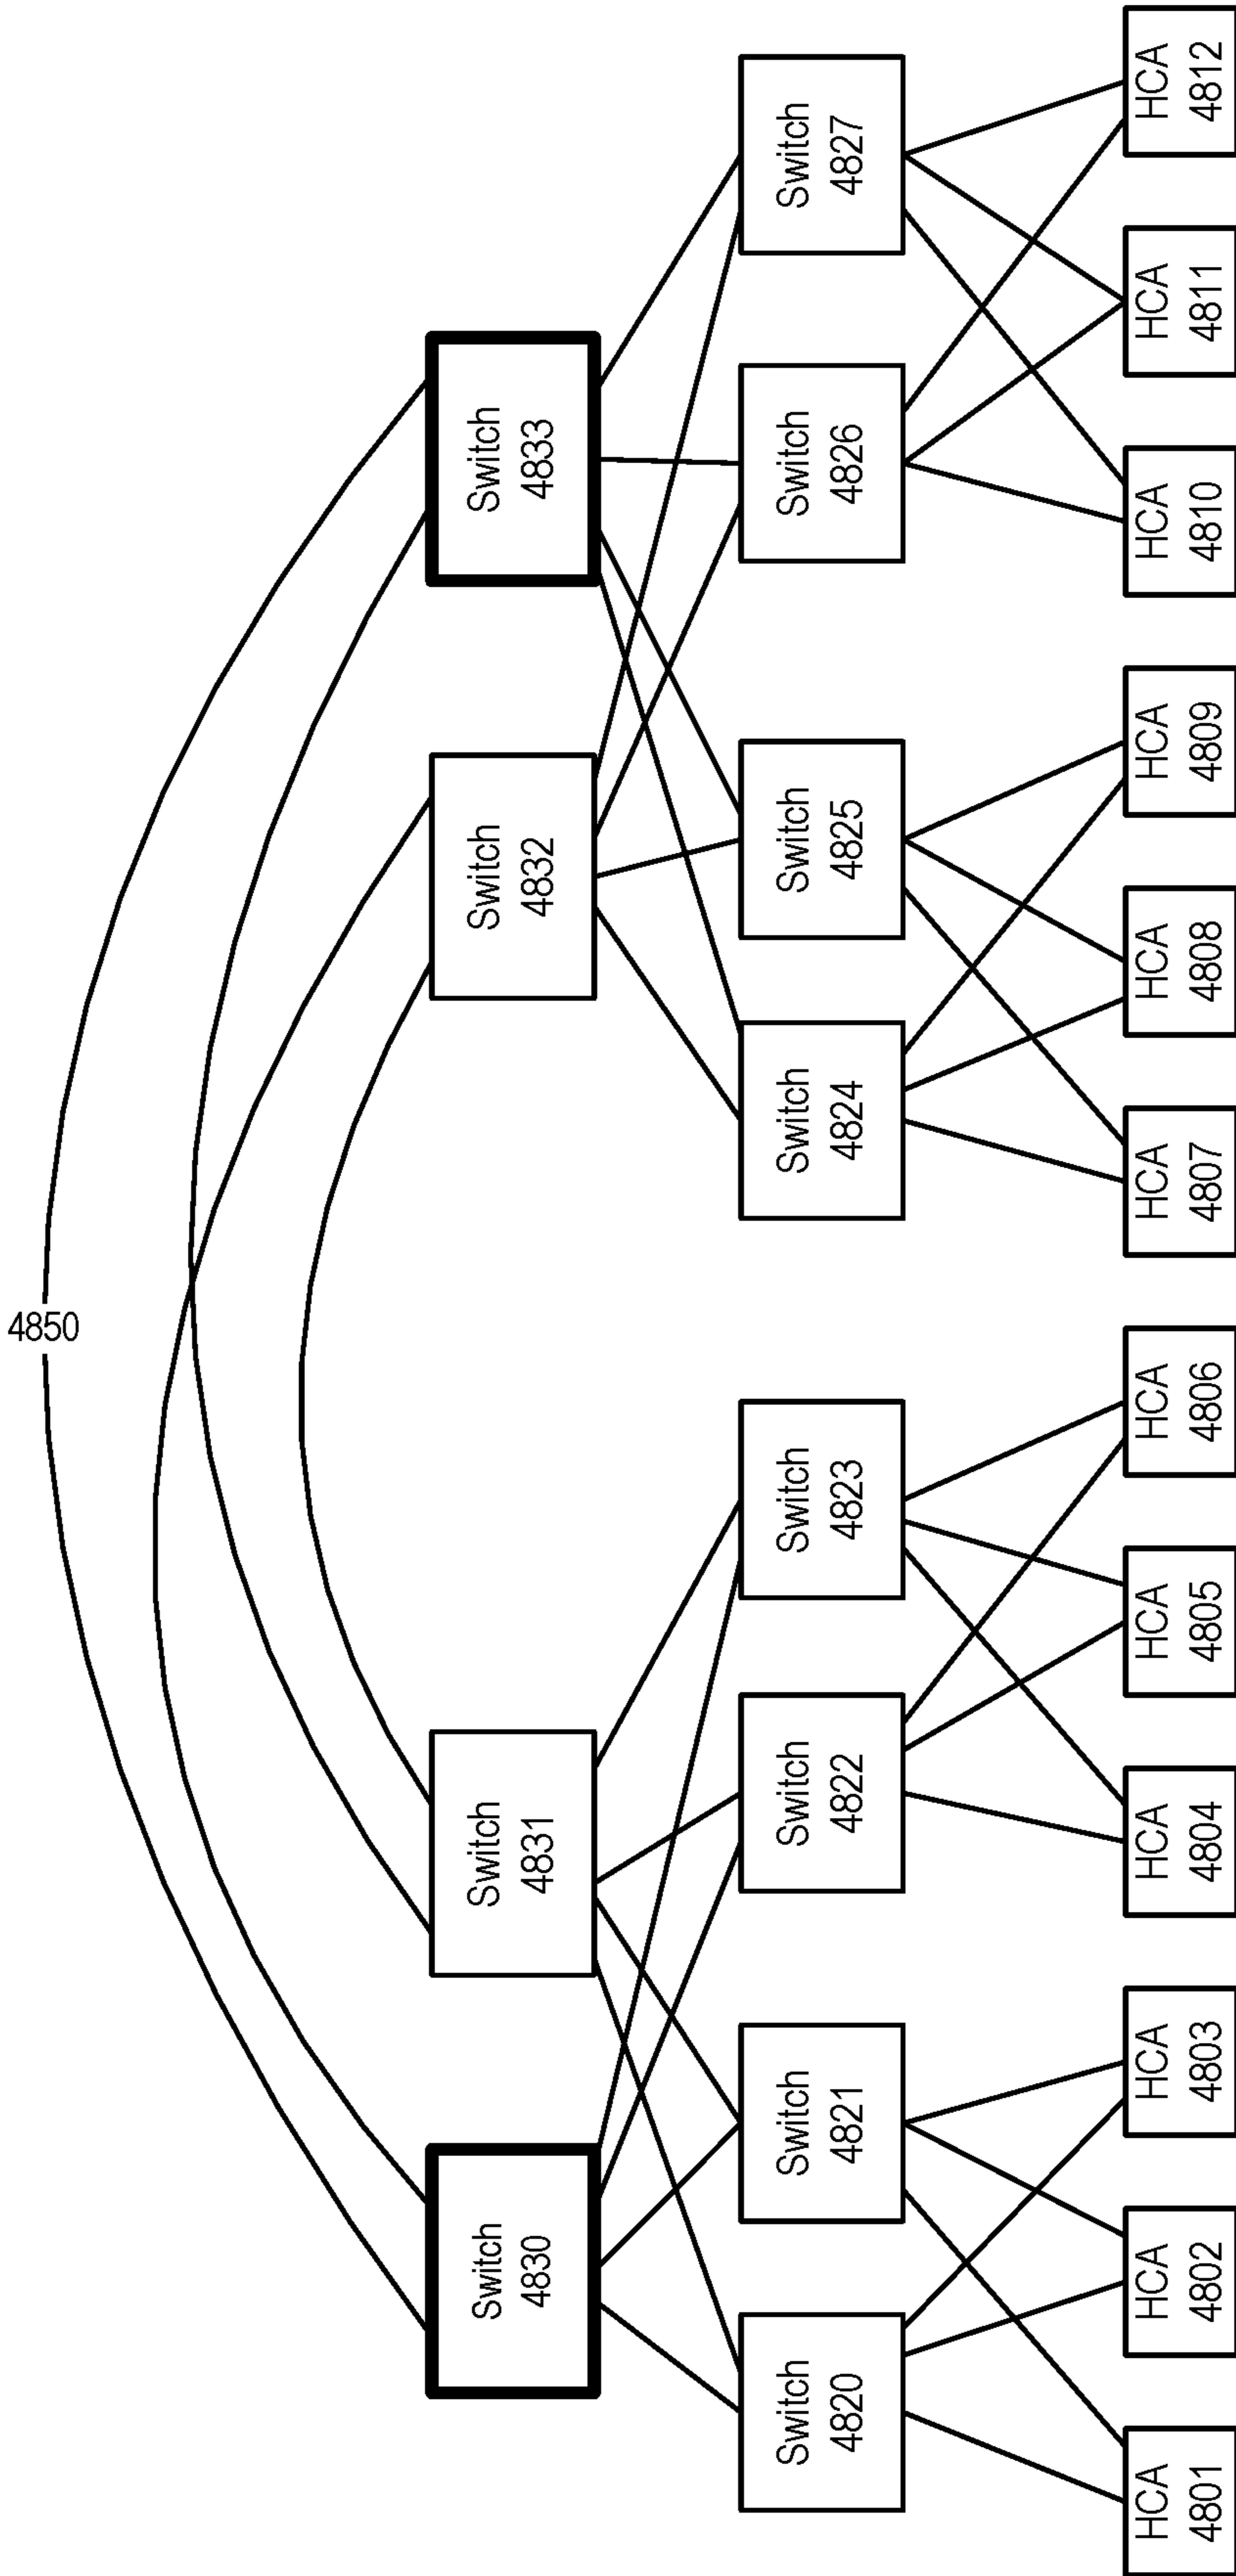 4850
Switch
4830
Switch
4831
Switch
4832
Switch
4833
Switch
4820
Switch
4821
Switch
4822
Switch
4823
Switch
4824
Switch
4825
Switch
4826
Switch
4827
HCA
4801
HCA
4802
HCA
4803
HCA
4804
HCA
4805
HCA
4806
HCA
4807
HCA
4808
HCA
4809
HCA
4810
HCA
4811
HCA
4812